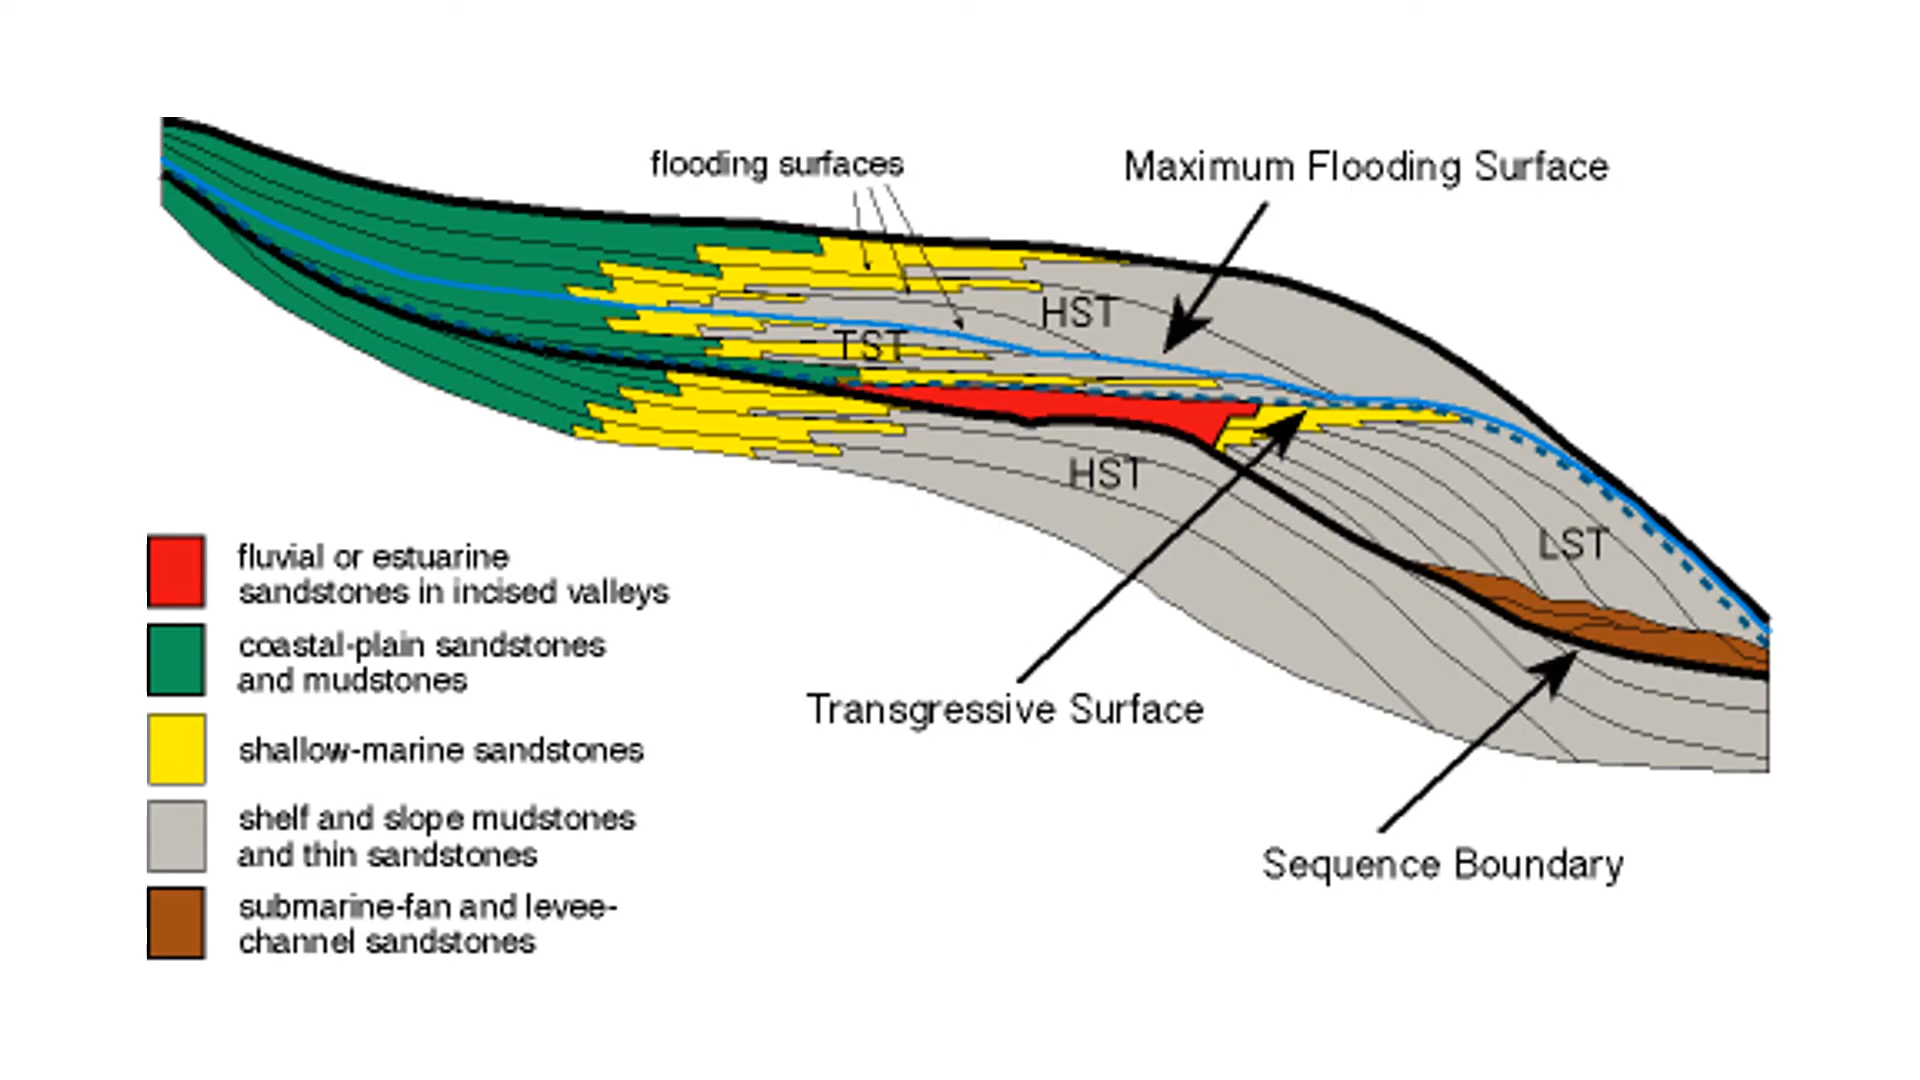 flooding surfaces
Maximum Flooding Surface
HST
TST
HST
LST
Transgressive Surface
Sequence Boundary
fluvial or estuarine
sandstones in incised valleys
coastal-plain sandstones
and mudstones
shallow-marine sandstones
shelf and slope mudstones
and thin sandstones
submarine-fan and levee-
channel sandstones